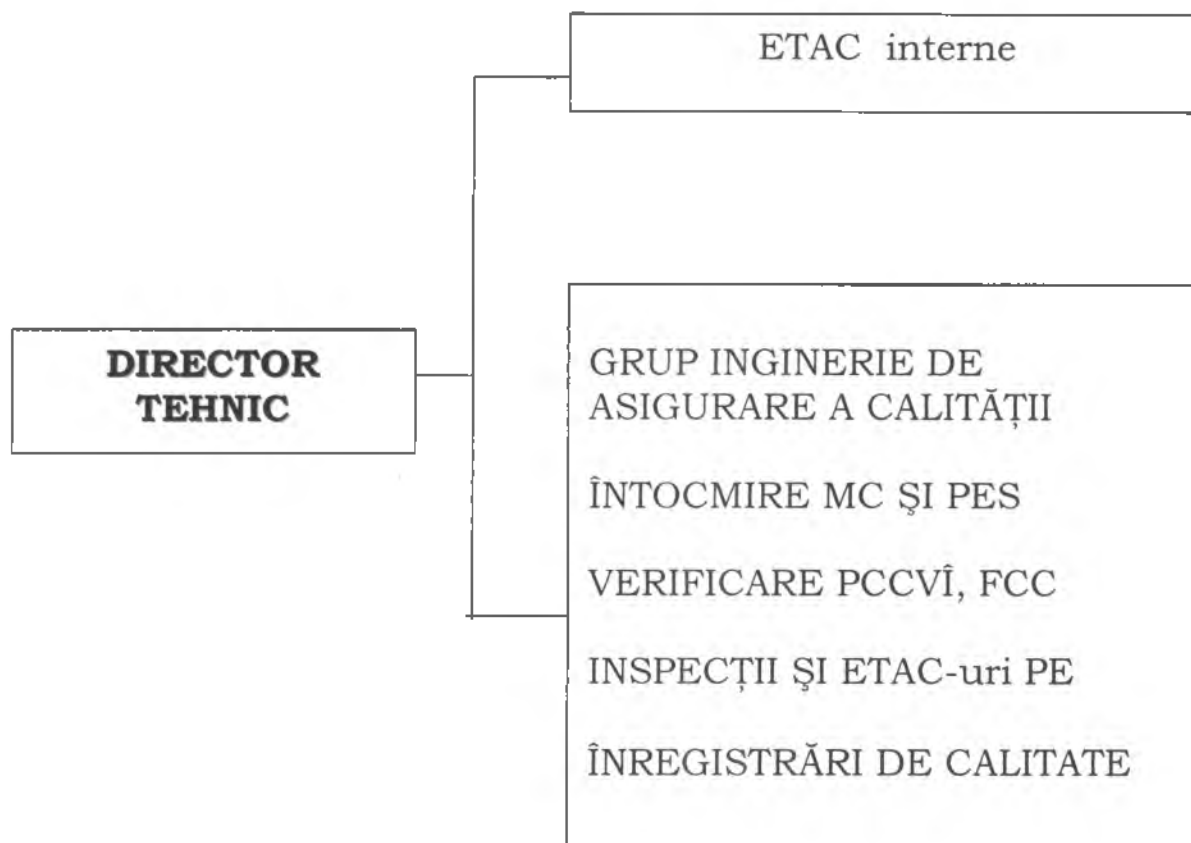 ETAC interne
DIRECTOR
TEHNIC
GRUP INGINERIE DE
ASIGURARE A CALITĂȚII
ÎNTOCMIRE MC ŞI PES
VERIFICARE PCCVÎ, FCC
INSPECȚII ŞI ETAC-uri PE
ÎNREGISTRĂRI DE CALITATE